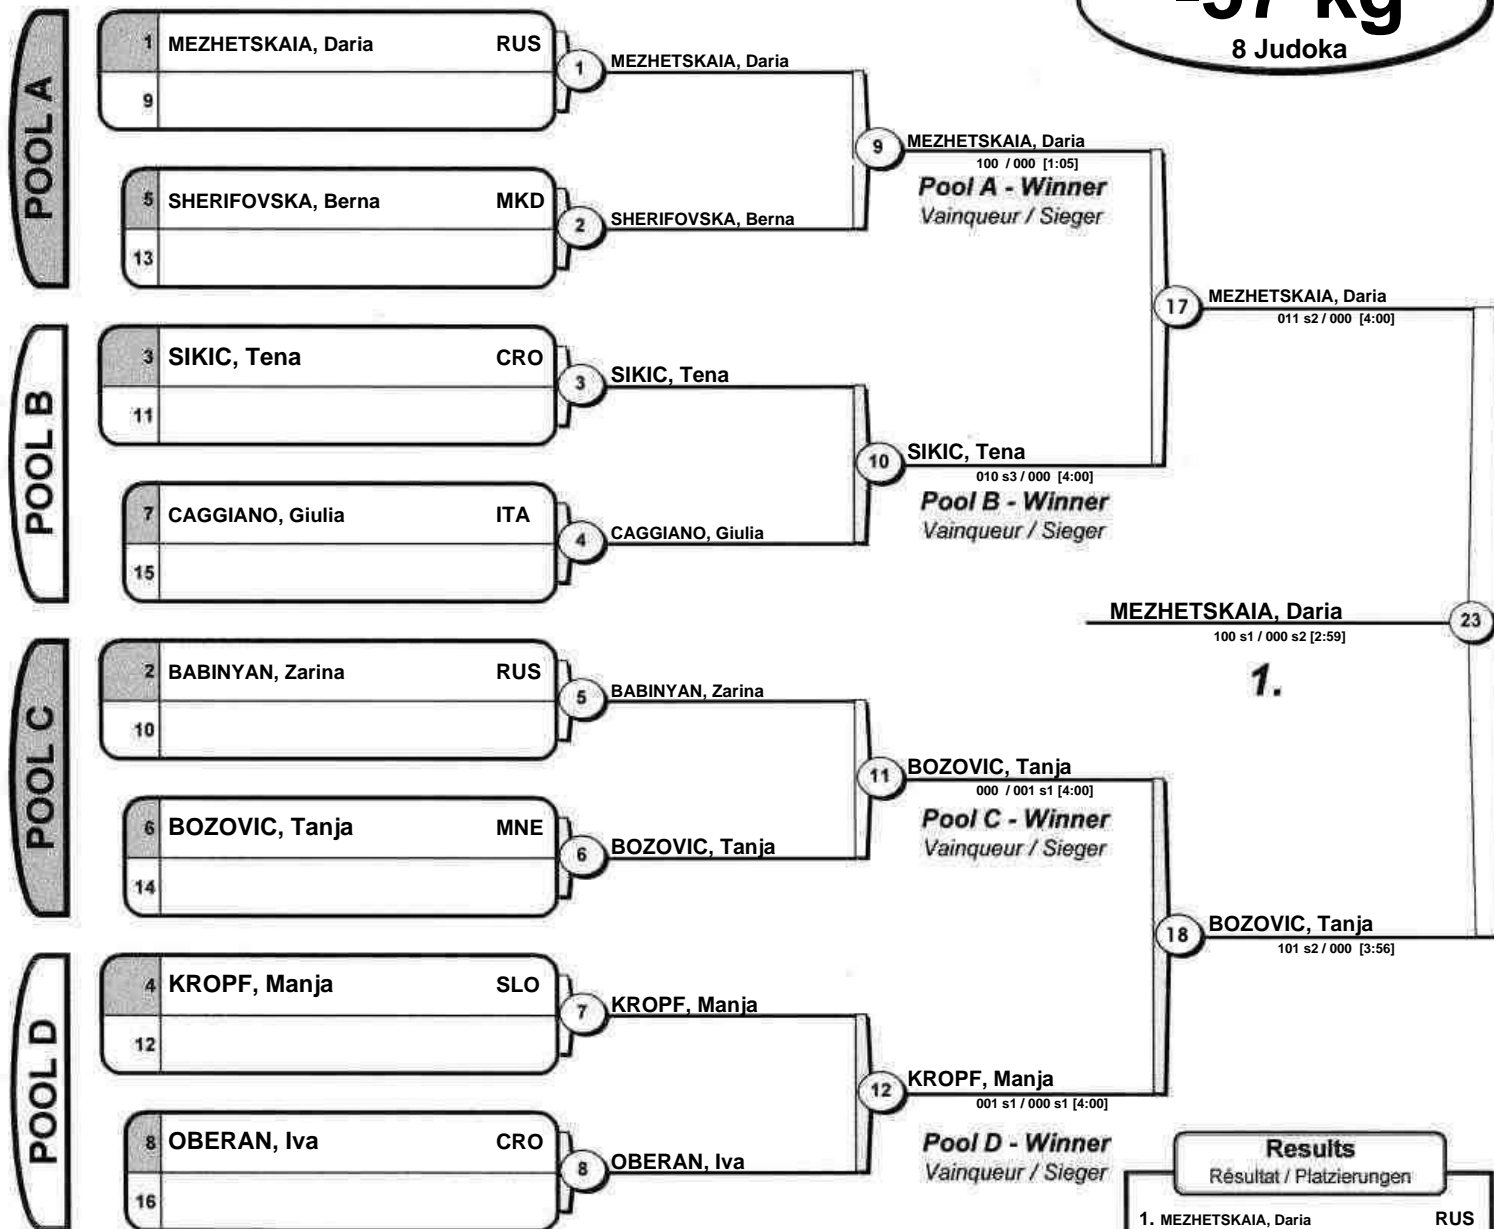 -57 kg
8 Judoka
POOL A
1 MEZHETSKAIA, Daria RUS
9
5 SHERIFOVSKA, Berna MKD
13
1 MEZHETSKAIA, Daria
2 SHERIFOVSKA, Berna
9 MEZHETSKAIA, Daria
100 / 000 [1:05]
Pool A - Winner
Vainqueur / Sieger
POOL B
3 SIKIC, Tena CRO
11
7 CAGGIANO, Giulia ITA
15
3 SIKIC, Tena
4 CAGGIANO, Giulia
10 SIKIC, Tena
010 s3 / 000 [4:00]
Pool B - Winner
Vainqueur / Sieger
17 MEZHETSKAIA, Daria
011 s2 / 000 [4:00]
MEZHETSKAIA, Daria 23
100 s1 / 000 s2 [2:59]
1.
POOL C
2 BABINYAN, Zarina RUS
10
6 BOZOVIC, Tanja MNE
14
5 BABINYAN, Zarina
6 BOZOVIC, Tanja
11 BOZOVIC, Tanja
000 / 001 s1 [4:00]
Pool C - Winner
Vainqueur / Sieger
POOL D
4 KROPF, Manja SLO
12
8 OBERAN, Iva CRO
16
7 KROPF, Manja
8 OBERAN, Iva
12 KROPF, Manja
001 s1 / 000 s1 [4:00]
Pool D - Winner
Vainqueur / Sieger
18 BOZOVIC, Tanja
101 s2 / 000 [3:56]
Results
Résultat / Platzierungen
1. MEZHETSKAIA, Daria RUS